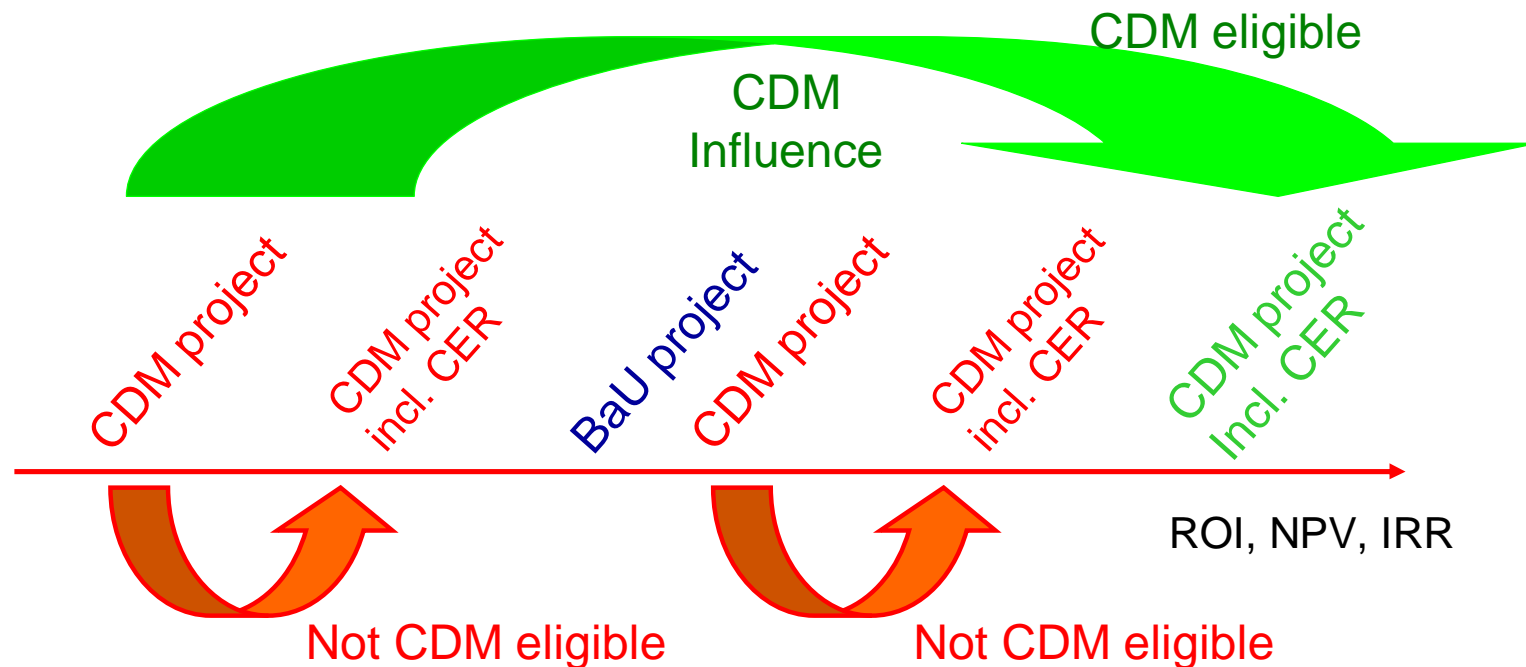 CDM eligible
CDM
Influence
CDM project
CDM project
incl. CER
BaU project
CDM project
CDM project
incl. CER
CDM project
Incl. CER
ROI, NPV, IRR
Not CDM eligible
Not CDM eligible